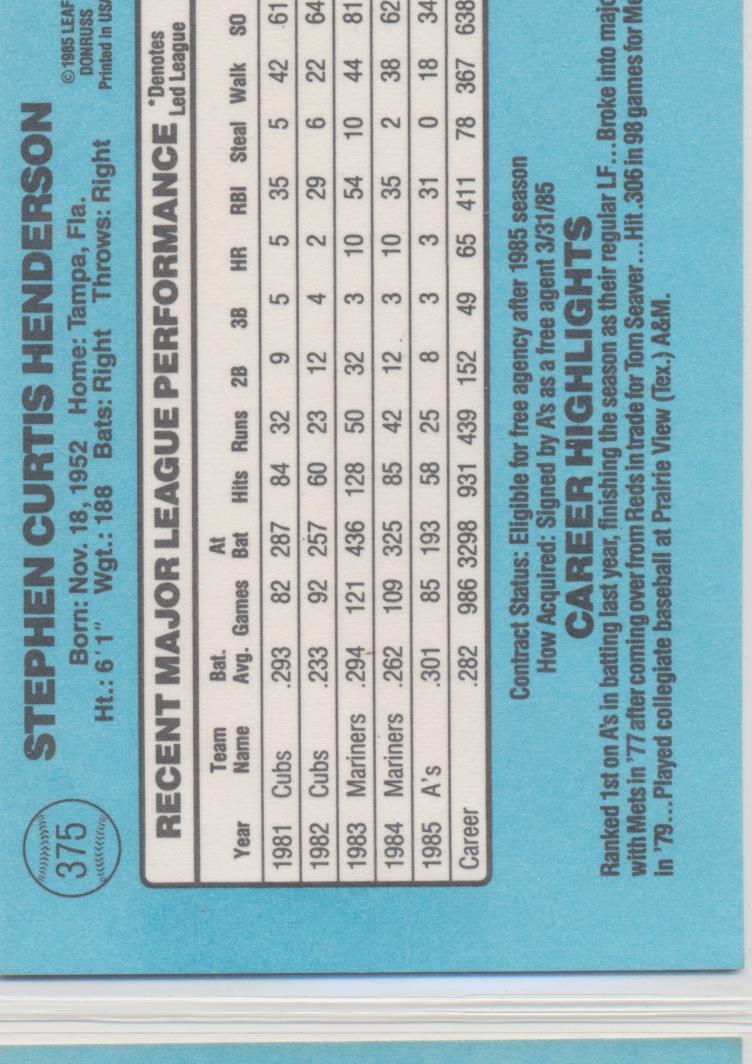 375
STEPHEN CURTIS HENDERSON
©1985 LEAF
DONRUSS
Printed in USA
Born: Nov. 18, 1952 Home: Tampa, Fla.
Ht.: 6'1" Wgt.: 188 Bats: Right Throws: Right
RECENT MAJOR LEAGUE PERFORMANCE
*Denotes
Led League
Year Team Name Bat. Avg. Games At Bat Hits Runs 2B 3B HR RBI Steal Walk SO
1981 Cubs .293 82 287 84 32 9 5 5 35 5 42 61
1982 Cubs .233 92 257 60 23 12 4 2 29 6 22 64
1983 Mariners .294 121 436 128 50 32 3 10 54 10 44 81
1984 Mariners .262 109 325 85 42 12 3 10 35 2 38 62
1985 A's .301 85 193 58 25 8 3 3 31 0 18 34
Career .282 986 3298 931 439 152 49 65 411 78 367 638
Contract Status: Eligible for free agency after 1985 season
How Acquired: Signed by A's as a free agent 3/31/85
CAREER HIGHLIGHTS
Ranked 1st on A's in batting last year, finishing the season as their regular LF...Broke into majo
with Mets in '77 after coming over from Reds in trade for Tom Seaver...Hit .306 in 98 games for Me
in '79...Played collegiate baseball at Prairie View (Tex.) A&M.